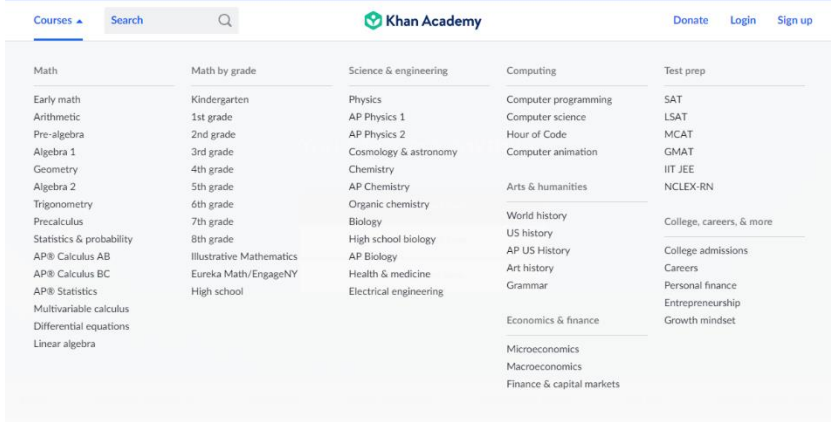 Courses
Search
Khan Academy
Donate
Login
Sign up
Math
Early math
Arithmetic
Pre-algebra
Algebra 1
Geometry
Algebra 2
Trigonometry
Precalculus
Statistics & probability
AP® Calculus AB
AP® Calculus BC
AP® Statistics
Multivariable calculus
Differential equations
Linear algebra
Math by grade
Kindergarten
1st grade
2nd grade
3rd grade
4th grade
5th grade
6th grade
7th grade
8th grade
Illustrative Mathematics
Eureka Math/EngageNY
High school
Science & engineering
Physics
AP Physics 1
AP Physics 2
Cosmology & astronomy
Chemistry
AP Chemistry
Organic chemistry
Biology
High school biology
AP Biology
Health & medicine
Electrical engineering
Computing
Computer programming
Computer science
Hour of Code
Computer animation
Arts & humanities
World history
US history
AP US History
Art history
Grammar
Economics & finance
Microeconomics
Macroeconomics
Finance & capital markets
Test prep
SAT
LSAT
MCAT
GMAT
IIT JEE
NCLEX-RN
College, careers, & more
College admissions
Careers
Personal finance
Entrepreneurship
Growth mindset